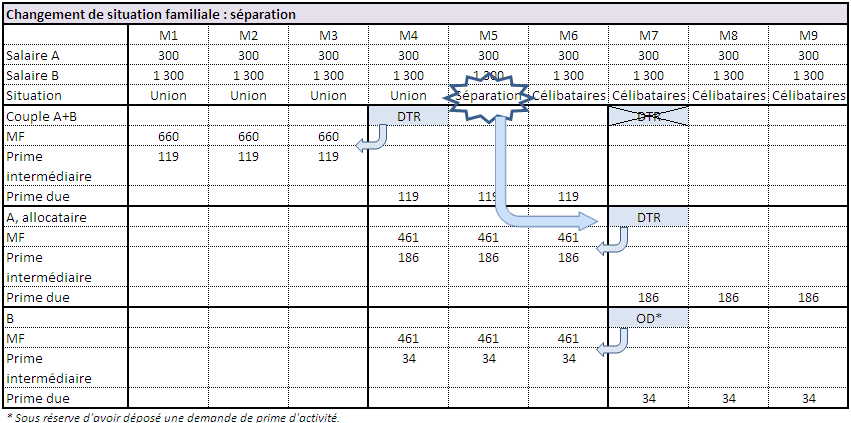 Changement de situation familiale : séparation
M1 M2 M3 M4 M5 M6 M7 M8 M9
Salaire A 300 300 300 300 300 300 300 300 300
Salaire B 1 300 1 300 1 300 1 300 1 300 1 300 1 300 1 300 1 300
Situation Union Union Union Union Séparation Célibataires Célibataires Célibataires Célibataires
Couple A+B DTR DTR
MF 660 660 660
Prime 119 119 119
intermédiaire
Prime due 119 119 119
A, allocataire DTR
MF 461 461 461
Prime 186 186 186
intermédiaire
Prime due 186 186 186
B OD*
MF 461 461 461
Prime 34 34 34
intermédiaire
Prime due 34 34 34
* Sous réserve d'avoir déposé une demande de prime d'activité.